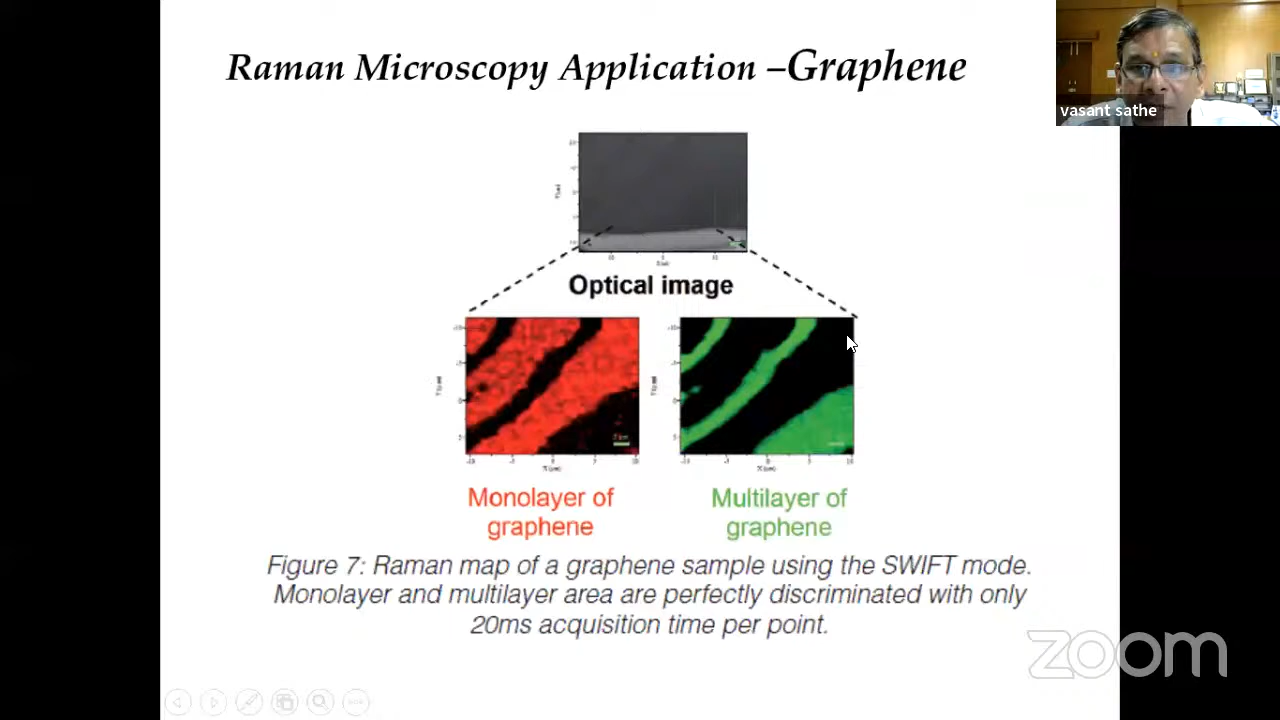 Raman Microscopy Application –Graphene
vasant sathe
Optical image
Monolayer of
graphene
Multilayer of
graphene
Figure 7: Raman map of a graphene sample using the SWIFT mode.
Monolayer and multilayer area are perfectly discriminated with only
20ms acquisition time per point.
zoom